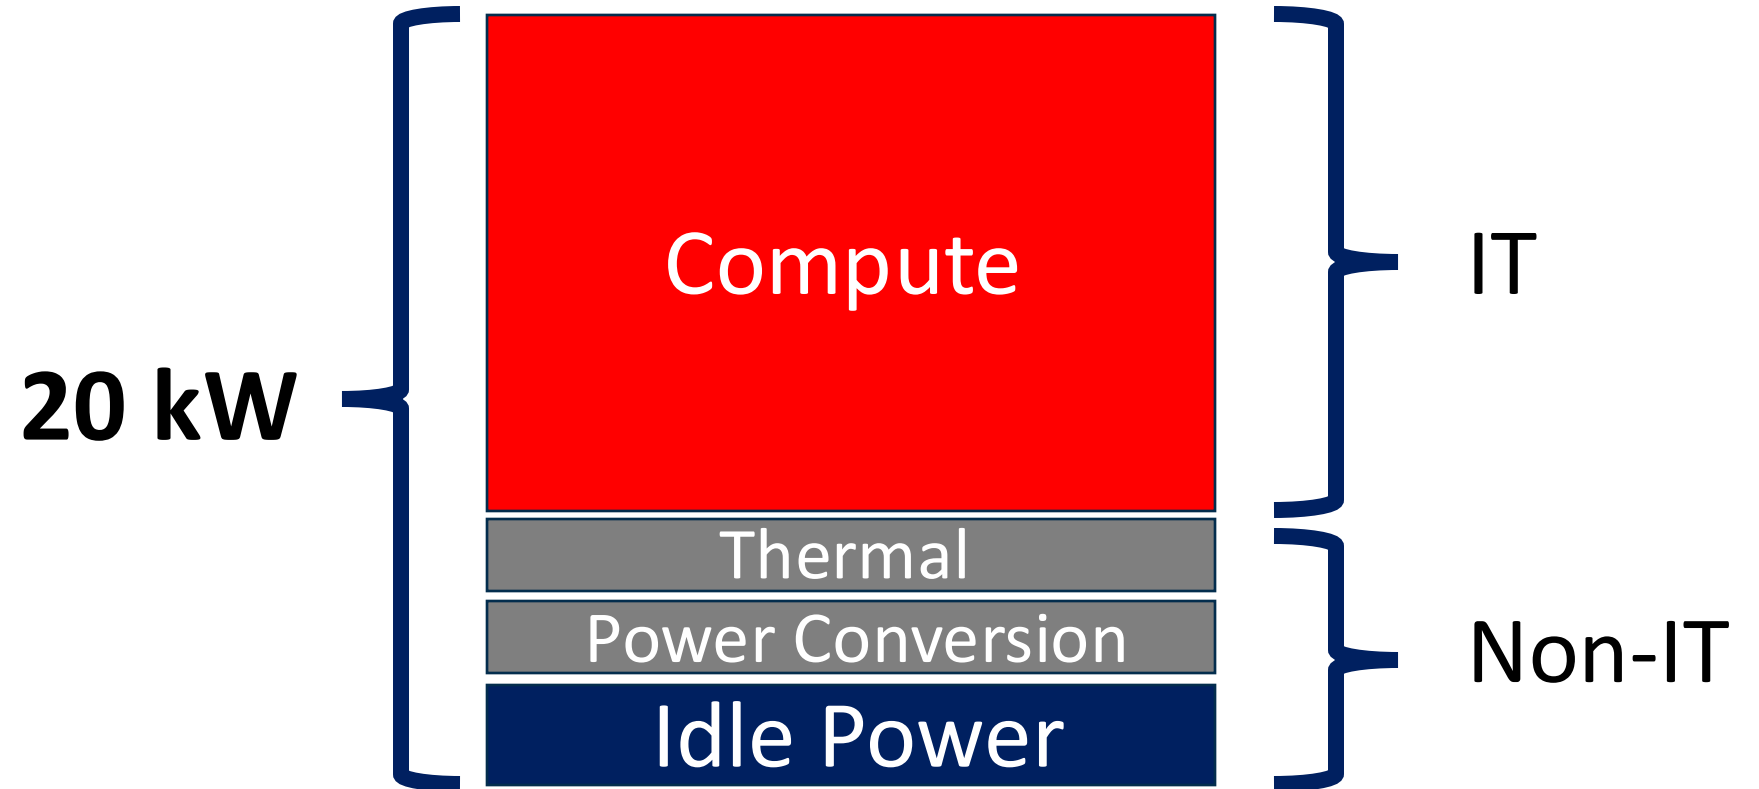 20 kW
Compute
Thermal
Power Conversion
Idle Power
IT
Non-IT